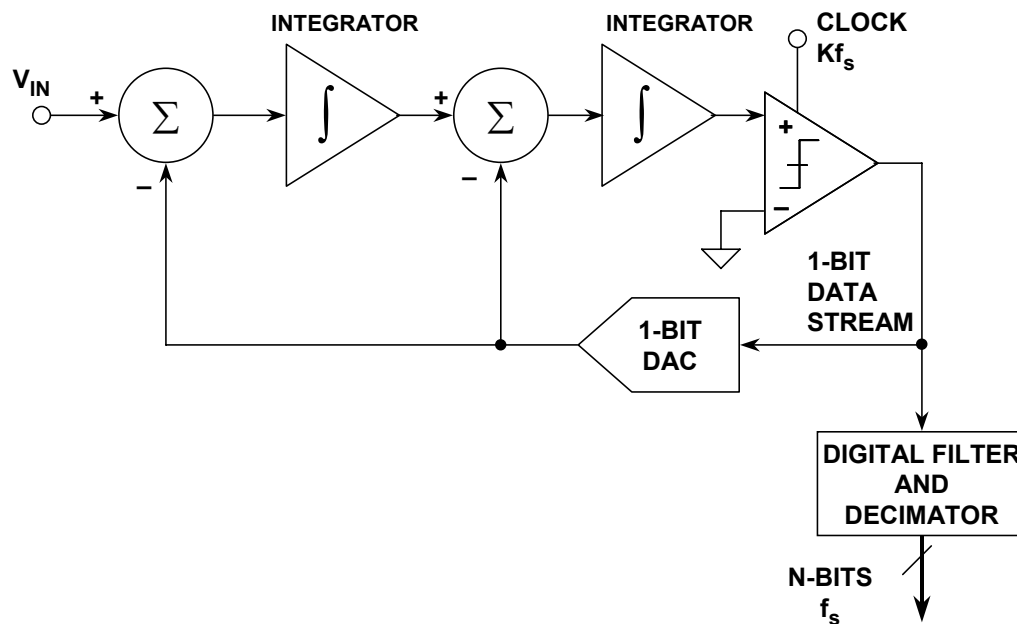 INTEGRATOR
INTEGRATOR
CLOCK
Kfs
VIN
+
Σ
–
∫
+
Σ
–
∫
+
–
1-BIT
DATA
STREAM
1-BIT
DAC
DIGITAL FILTER
AND
DECIMATOR
N-BITS
fs